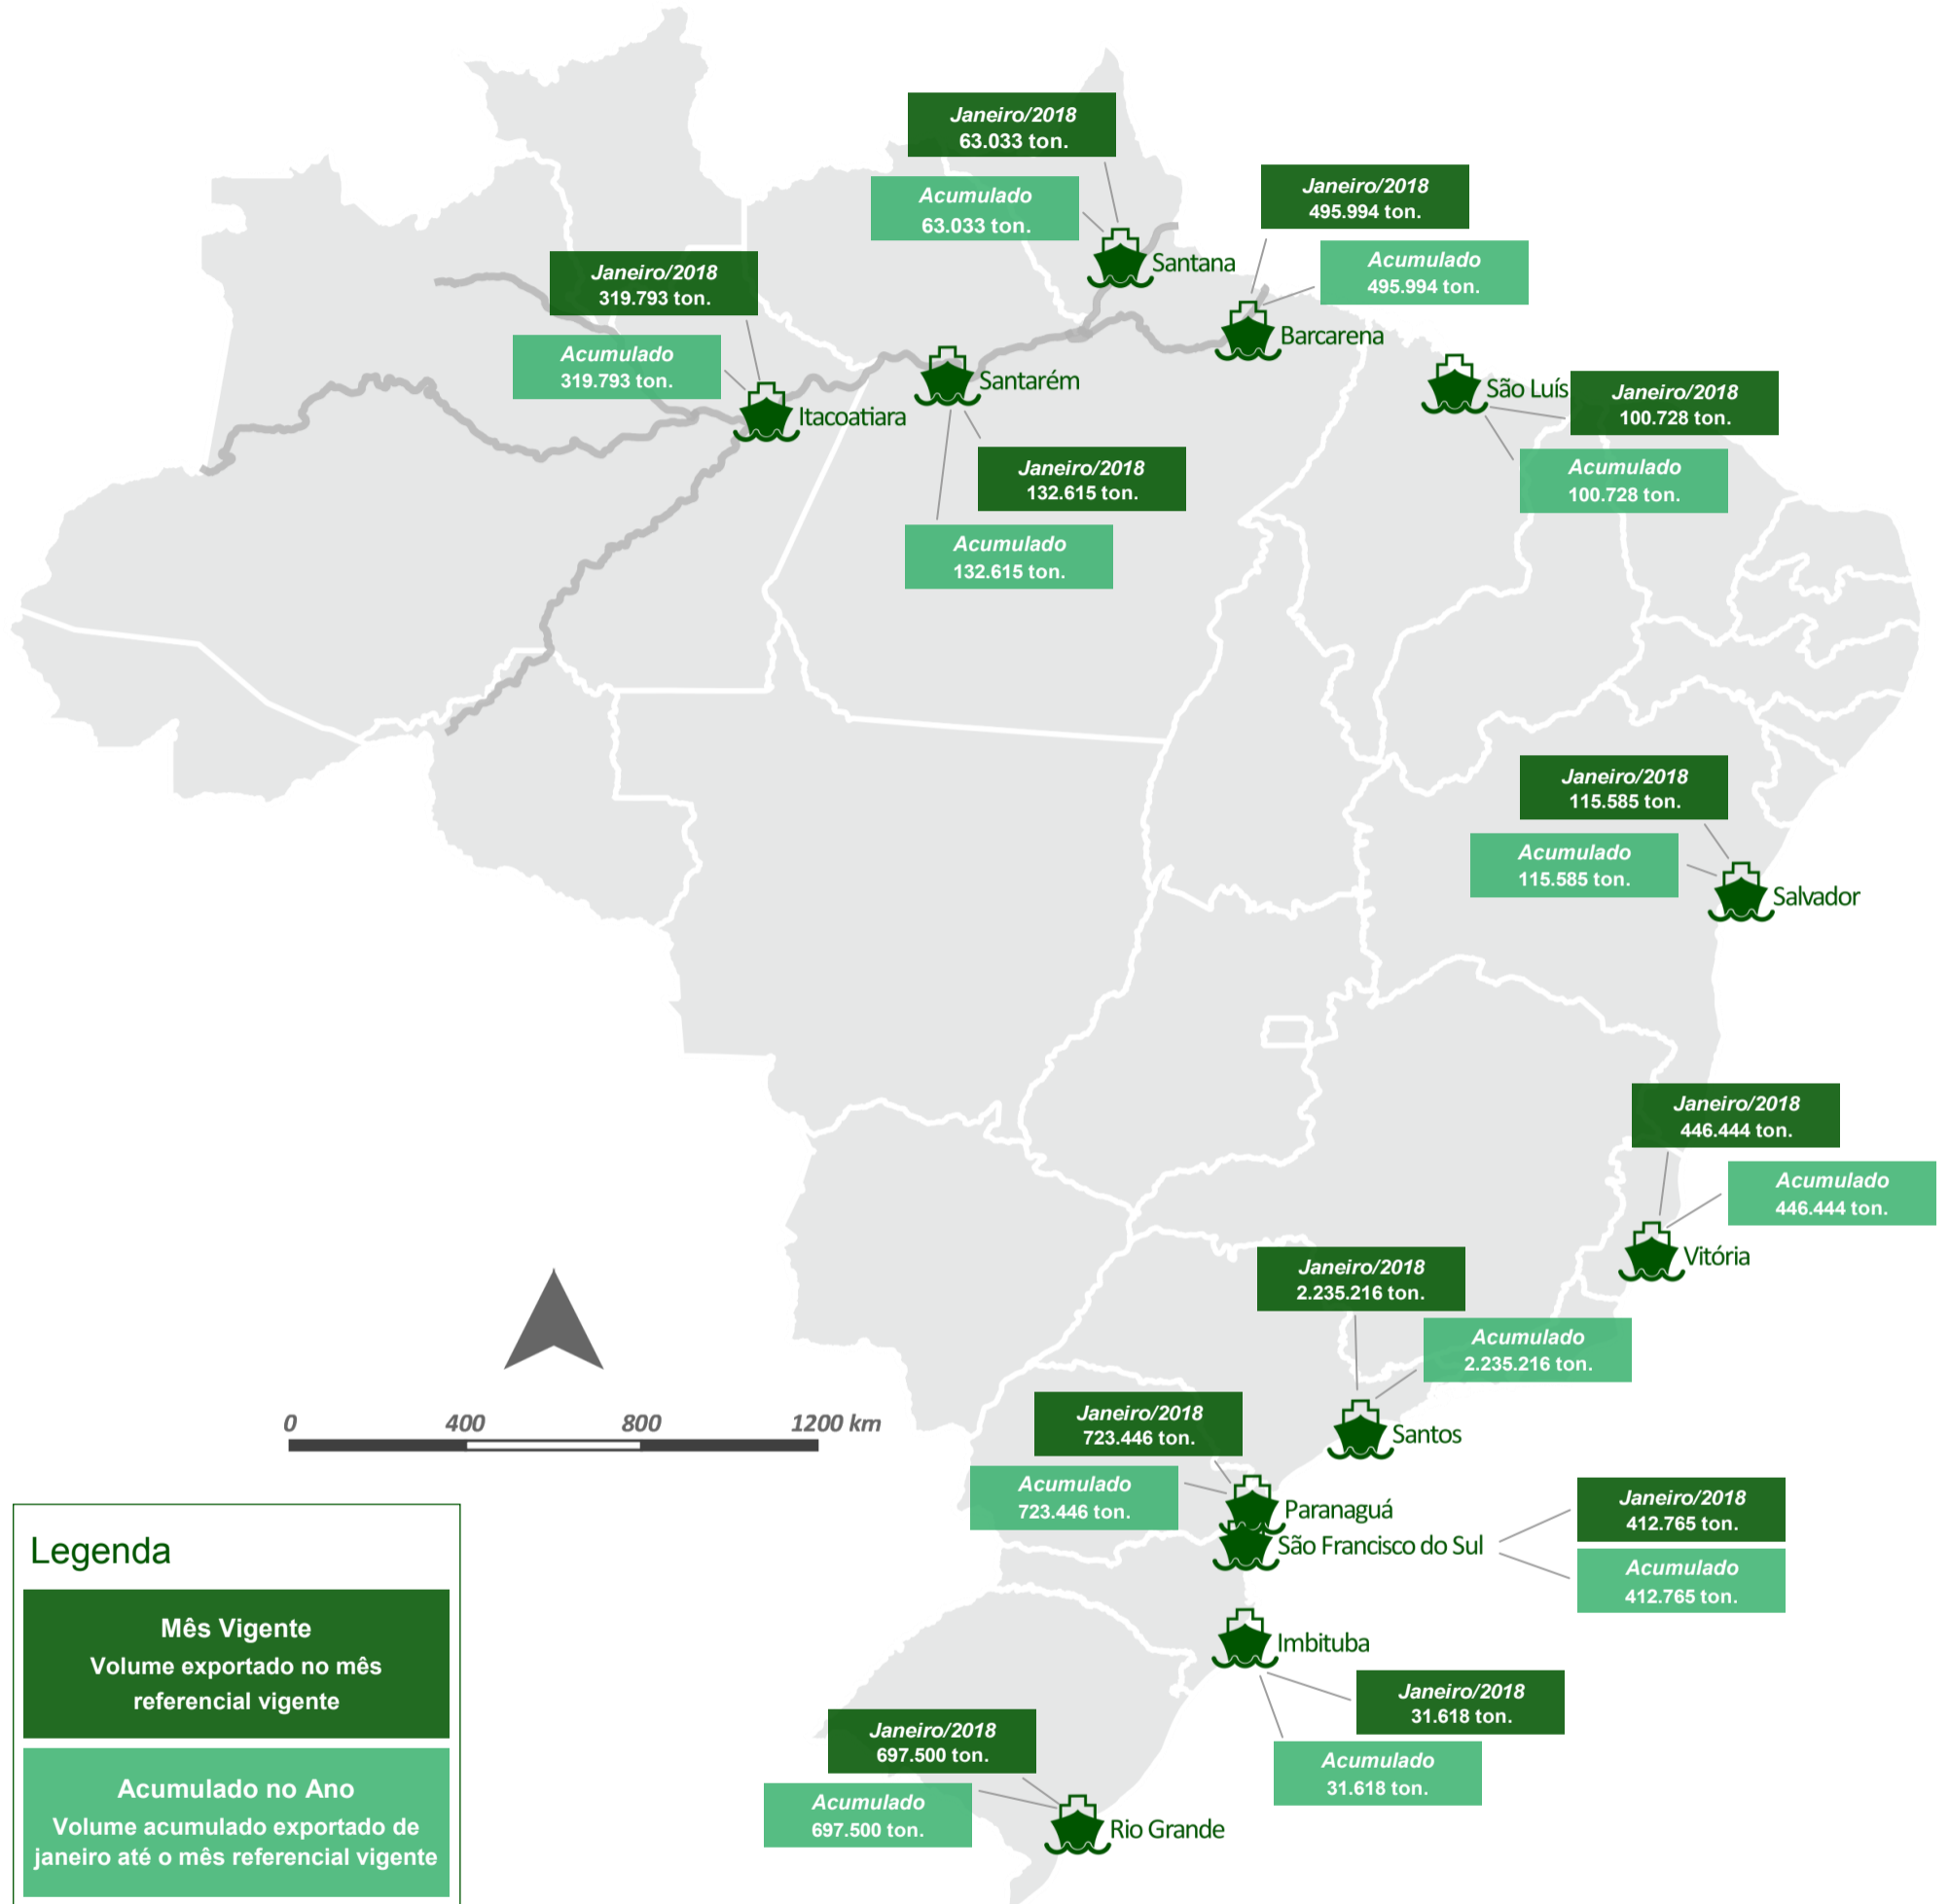 Janeiro/2018
63.033 ton.
Acumulado
63.033 ton.
Santana
Janeiro/2018
495.994 ton.
Acumulado
495.994 ton.
Barcarena
Janeiro/2018
319.793 ton.
Acumulado
319.793 ton.
Itacoatiara
Santarém
Janeiro/2018
132.615 ton.
Acumulado
132.615 ton.
São Luís
Janeiro/2018
100.728 ton.
Acumulado
100.728 ton.
Janeiro/2018
115.585 ton.
Acumulado
115.585 ton.
Salvador
Janeiro/2018
446.444 ton.
Acumulado
446.444 ton.
Vitória
Janeiro/2018
2.235.216 ton.
Acumulado
2.235.216 ton.
Santos
Janeiro/2018
723.446 ton.
Acumulado
723.446 ton.
Paranaguá
São Francisco do Sul
Janeiro/2018
412.765 ton.
Acumulado
412.765 ton.
Imbituba
Janeiro/2018
31.618 ton.
Acumulado
31.618 ton.
Janeiro/2018
697.500 ton.
Acumulado
697.500 ton.
Rio Grande
0 400 800 1200 km
Legenda
Mês Vigente
Volume exportado no mês
referencial vigente
Acumulado no Ano
Volume acumulado exportado de
janeiro até o mês referencial vigente